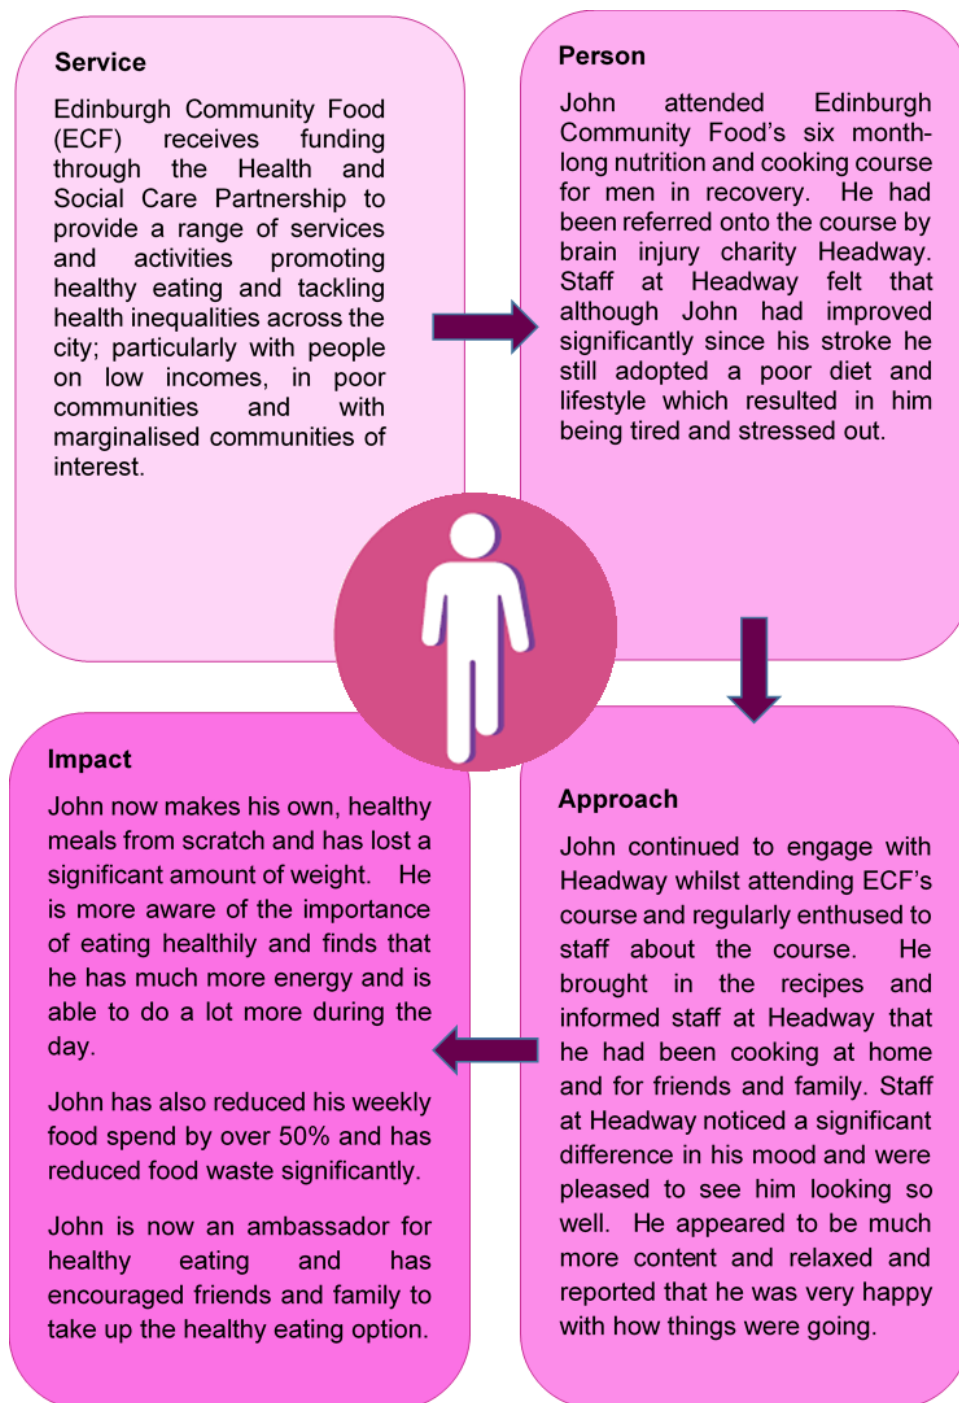 Service
Edinburgh Community Food
(ECF) receives funding
through the Health and
Social Care Partnership to
provide a range of services
and activities promoting
healthy eating and tackling
health inequalities across the
city; particularly with people
on low incomes, in poor
communities and with
marginalised communities of
interest.
Person
John attended Edinburgh
Community Food's six month-
long nutrition and cooking course
for men in recovery. He had
been referred onto the course by
brain injury charity Headway.
Staff at Headway felt that
although John had improved
significantly since his stroke he
still adopted a poor diet and
lifestyle which resulted in him
being tired and stressed out.
Approach
John continued to engage with
Headway whilst attending ECF's
course and regularly enthused to
staff about the course. He
brought in the recipes and
informed staff at Headway that
he had been cooking at home
and for friends and family. Staff
at Headway noticed a significant
difference in his mood and were
pleased to see him looking so
well. He appeared to be much
more content and relaxed and
reported that he was very happy
with how things were going.
Impact
John now makes his own, healthy
meals from scratch and has lost a
significant amount of weight. He
is more aware of the importance
of eating healthily and finds that
he has much more energy and is
able to do a lot more during the
day.
John has also reduced his weekly
food spend by over 50% and has
reduced food waste significantly.
John is now an ambassador for
healthy eating and has
encouraged friends and family to
take up the healthy eating option.